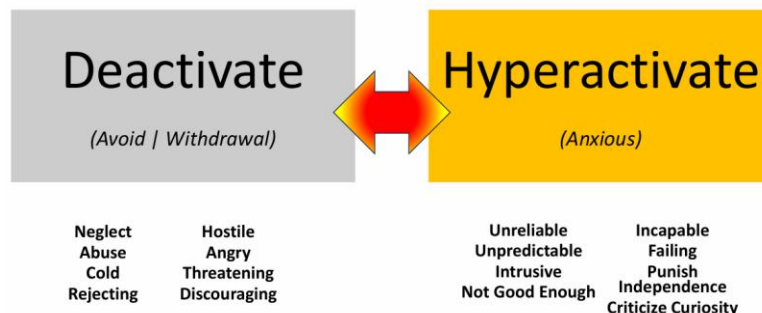 Deactivate
(Avoid | Withdrawal)
Hyperactivate
(Anxious)
Neglect
Abuse
Cold
Rejecting
Hostile
Angry
Threatening
Discouraging
Unreliable
Unpredictable
Intrusive
Not Good Enough
Incapable
Failing
Punish
Independence
Criticize Curiosity